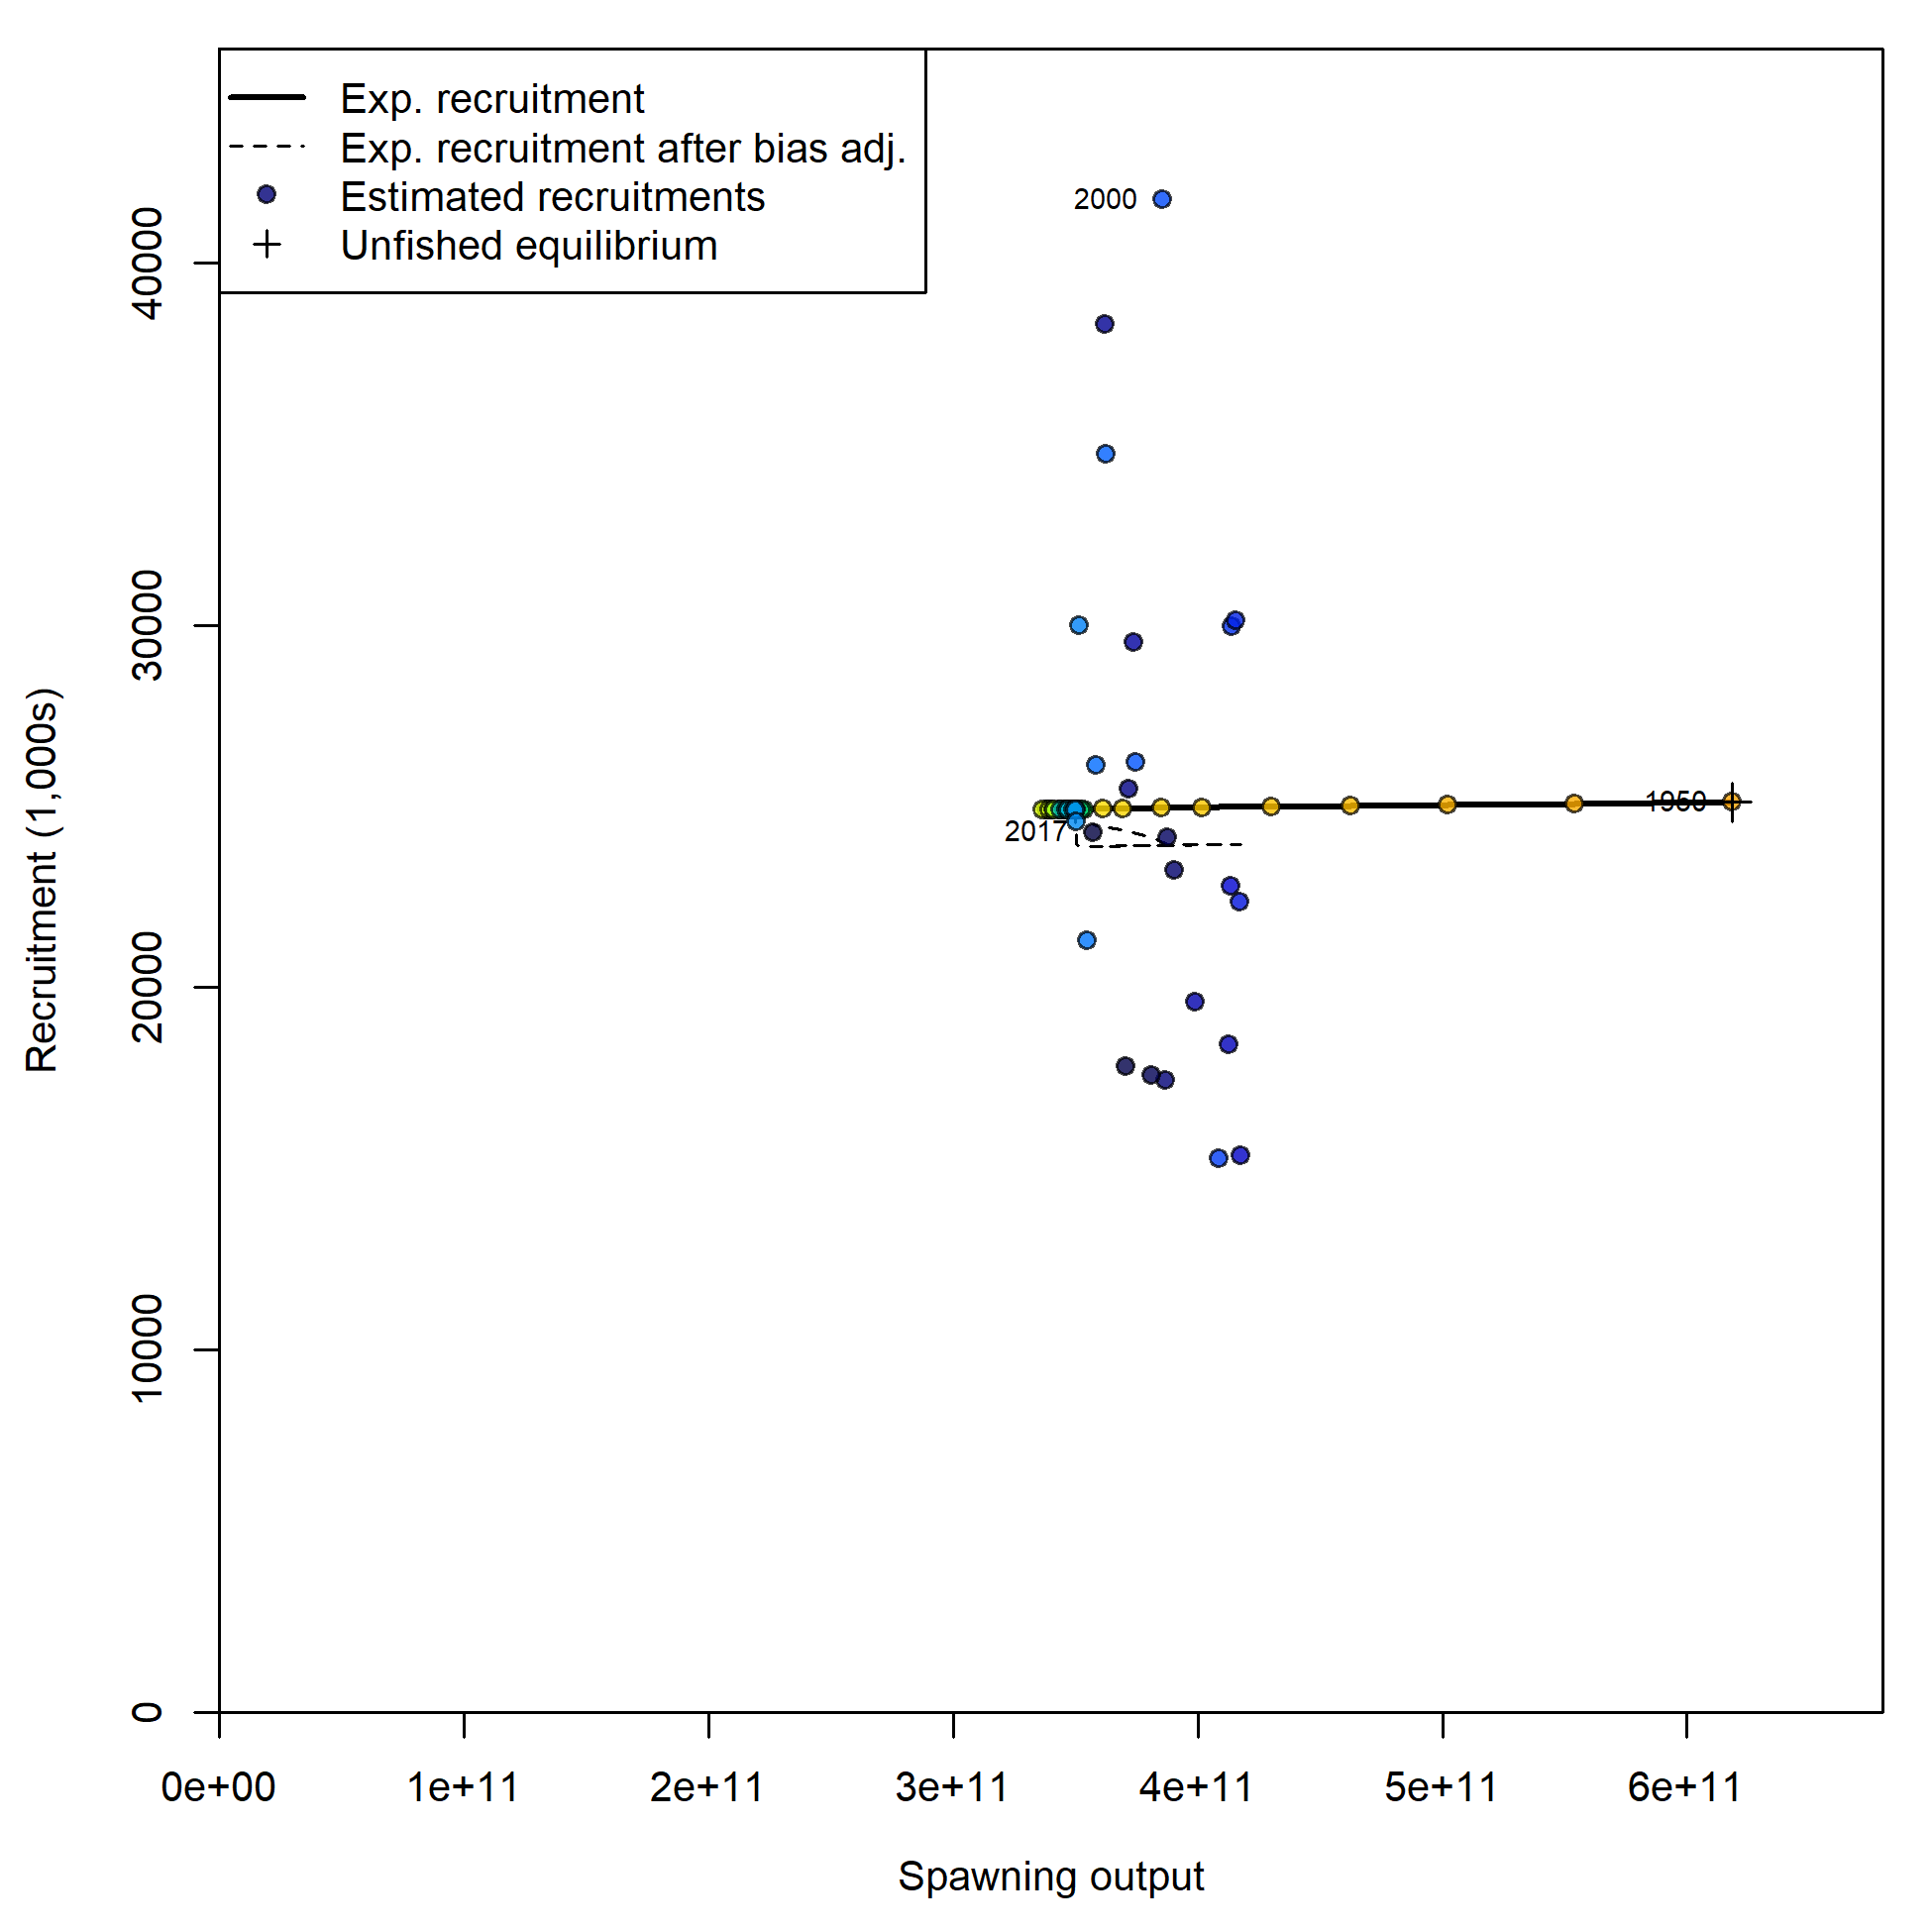 Exp. recruitment
Exp. recruitment after bias adj.
Estimated recruitments
Unfished equilibrium
2000
1950
2017
Recruitment (1,000s)
40000
30000
20000
10000
0
0e+00 1e+11 2e+11 3e+11 4e+11 5e+11 6e+11
Spawning output